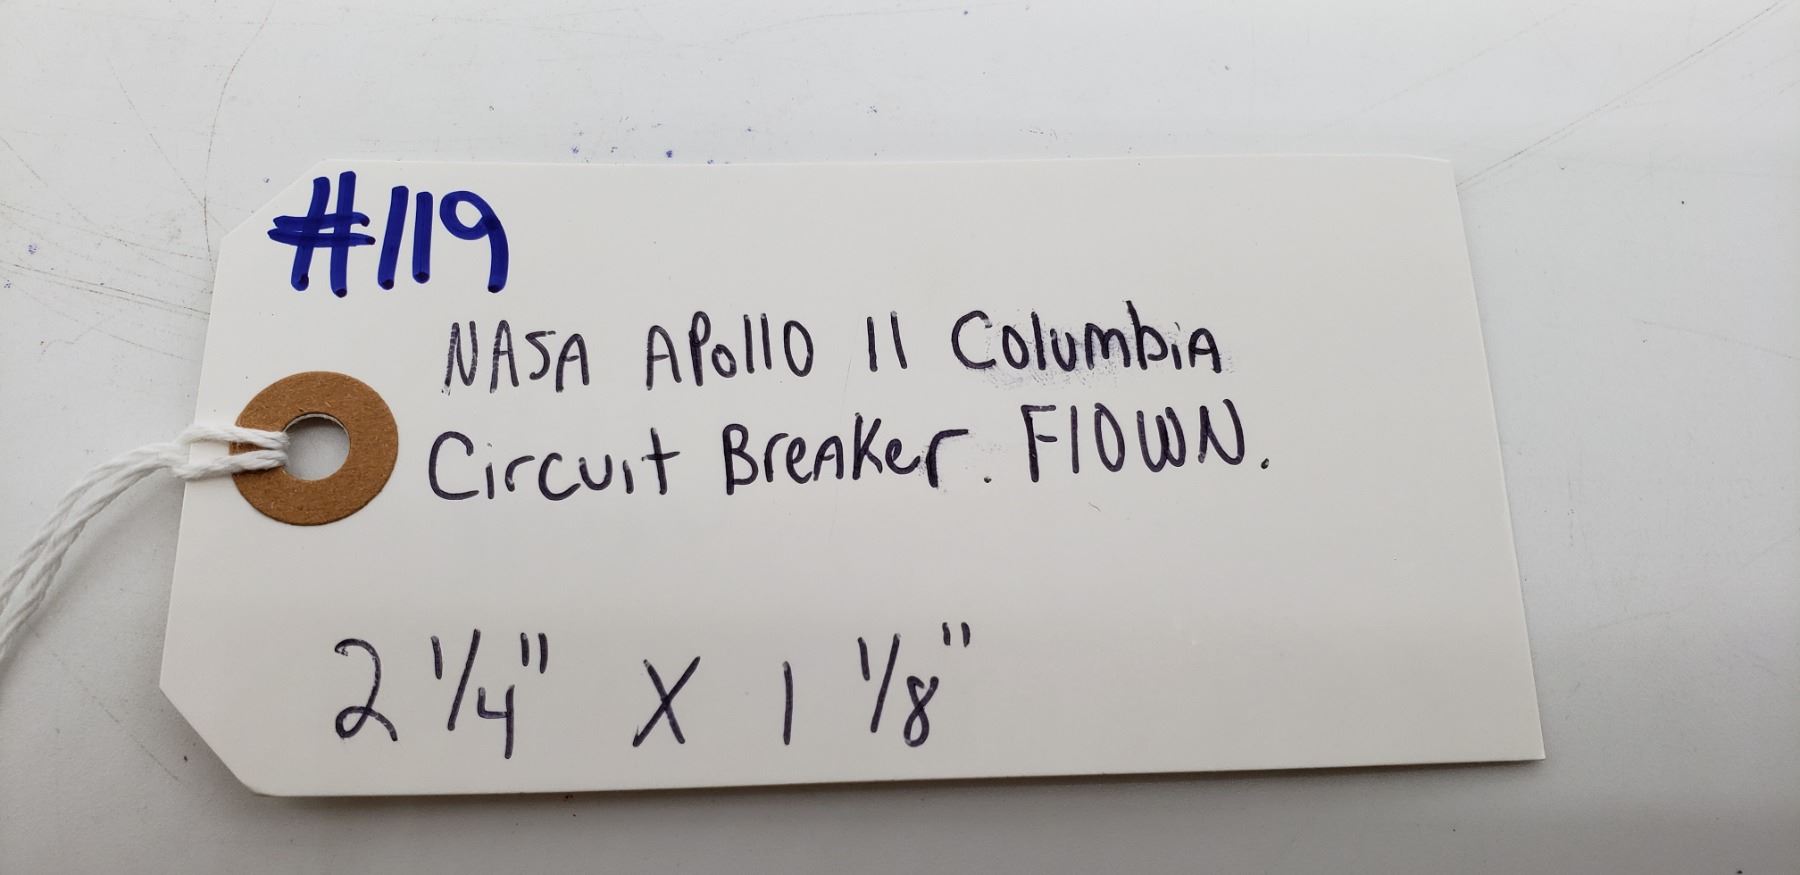 #119
NASA APollO 11 ColumbiA
Circuit BreAKer. FlOWN.
2 1/4" X 1 1/8"